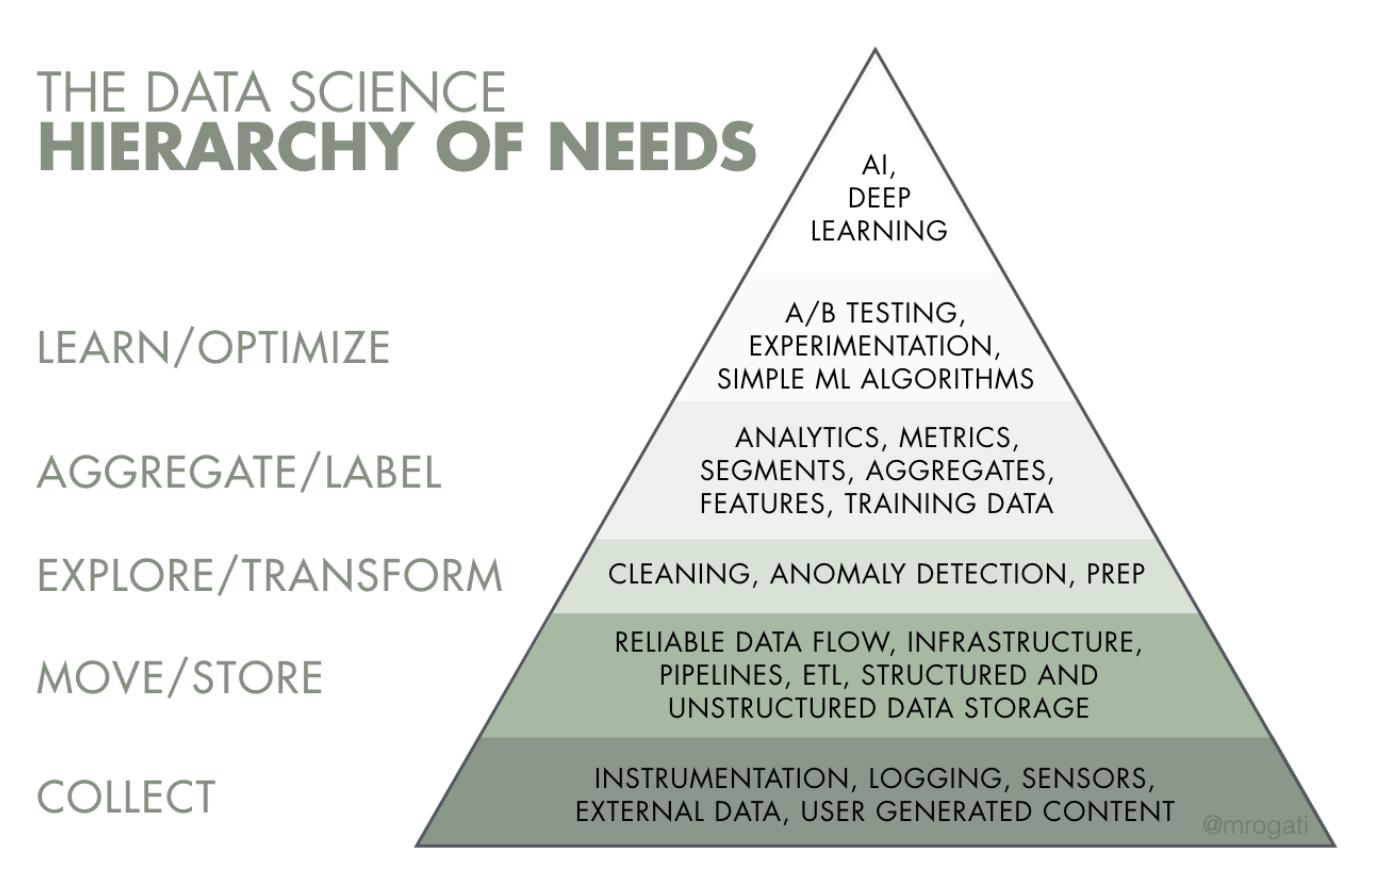 THE DATA SCIENCE
HIERARCHY OF NEEDS
AI,
DEEP
LEARNING
LEARN/OPTIMIZE
A/B TESTING,
EXPERIMENTATION,
SIMPLE ML ALGORITHMS
AGGREGATE/LABEL
ANALYTICS, METRICS,
SEGMENTS, AGGREGATES,
FEATURES, TRAINING DATA
EXPLORE/TRANSFORM
CLEANING, ANOMALY DETECTION, PREP
MOVE/STORE
RELIABLE DATA FLOW, INFRASTRUCTURE,
PIPELINES, ETL, STRUCTURED AND
UNSTRUCTURED DATA STORAGE
COLLECT
INSTRUMENTATION, LOGGING, SENSORS,
EXTERNAL DATA, USER GENERATED CONTENT
@mrogati